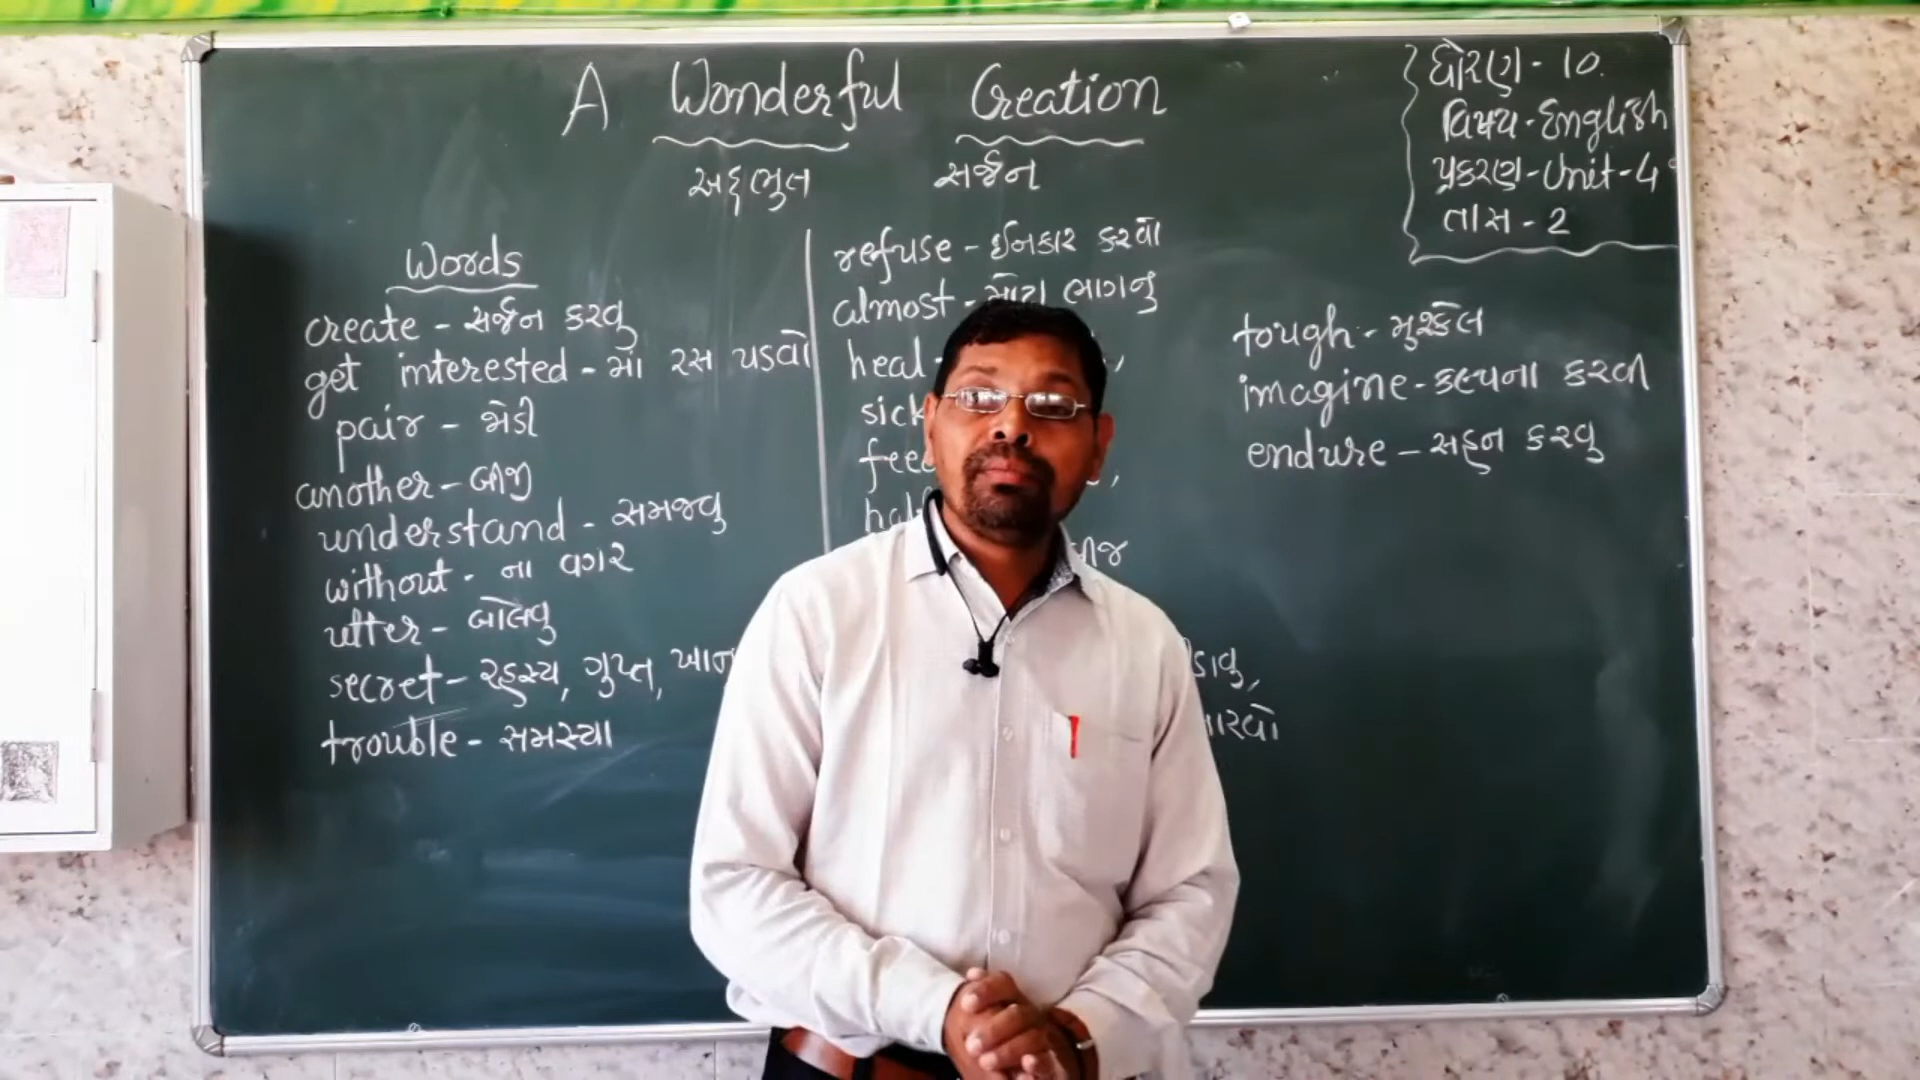 A Wonderful Creation
અદ્દભુત સર્જન
ધોરણ - 10.
વિષય - English
પ્રકરણ - Unit - 4
તાસ - 2
Words
create - સર્જન કરવુ
get interested - માં રસ પડવો
pair - જોડી
another - બીજી
understand - સમજવુ
without - ના વગર
utter - બોલવુ
secret - રહસ્ય, ગુપ્ત,
trouble - સમસ્યા
refuse - ઈનકાર કરવો
almost - મોટા ભાગનું
heal -
sick
tough - મુશ્કેલ
imagine - કલ્પના કરવી
endure - સહન કરવુ